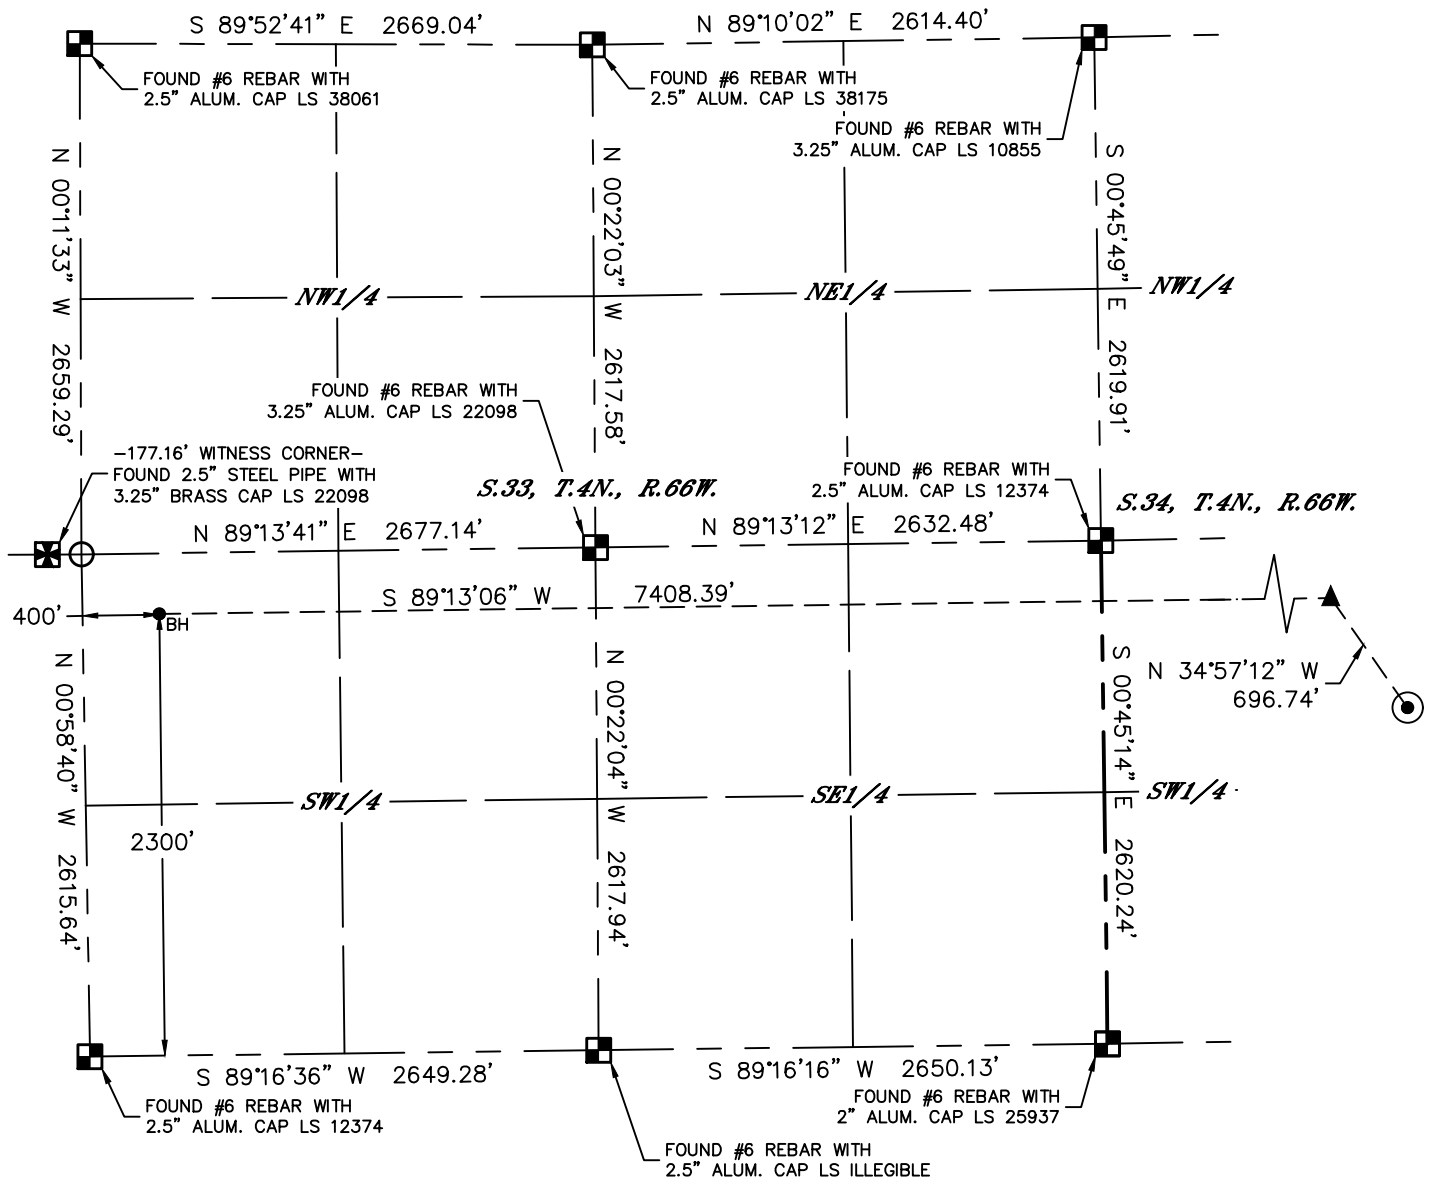 S 89°52'41" E 2669.04'
N 89°10'02" E 2614.40'
FOUND #6 REBAR WITH
2.5" ALUM. CAP LS 38061
FOUND #6 REBAR WITH
2.5" ALUM. CAP LS 38175
FOUND #6 REBAR WITH
3.25" ALUM. CAP LS 10855
N 00°11'33" W 2659.29'
N 00°22'03" W 2617.58'
S 00°45'49" E 2619.91'
NW1/4
NE1/4
NW1/4
FOUND #6 REBAR WITH
3.25" ALUM. CAP LS 22098
-177.16' WITNESS CORNER-
FOUND 2.5" STEEL PIPE WITH
3.25" BRASS CAP LS 22098
S.33, T.4N., R.66W.
FOUND #6 REBAR WITH
2.5" ALUM. CAP LS 12374
S.34, T.4N., R.66W.
N 89°13'41" E 2677.14'
N 89°13'12" E 2632.48'
S 89°13'06" W 7408.39'
400'
BH
N 00°58'40" W 2615.64'
N 00°22'04" W 2617.94'
S 00°45'14" E 2620.24'
N 34°57'12" W
696.74'
SW1/4
SE1/4
SW1/4
2300'
S 89°16'36" W 2649.28'
S 89°16'16" W 2650.13'
FOUND #6 REBAR WITH
2.5" ALUM. CAP LS 12374
FOUND #6 REBAR WITH
2" ALUM. CAP LS 25937
FOUND #6 REBAR WITH
2.5" ALUM. CAP LS ILLEGIBLE